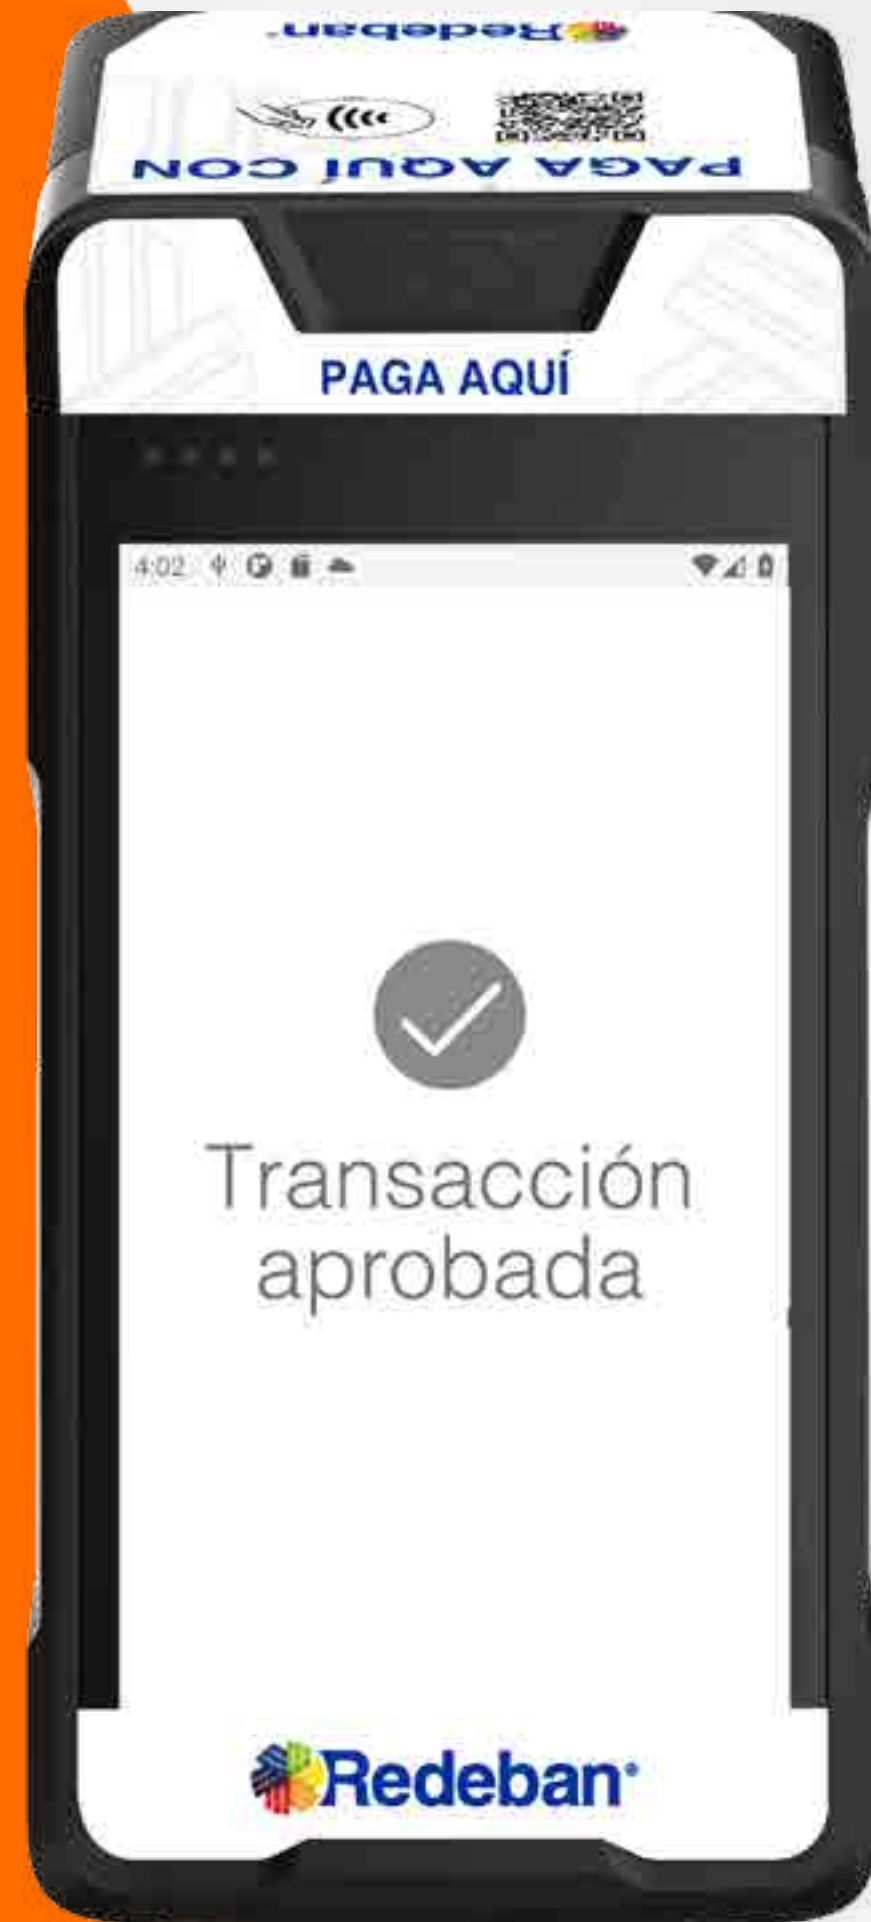 Redeban
PAGA AQUÍ CON
PAGA AQUÍ
4:02
Transacción
aprobada
Redeban